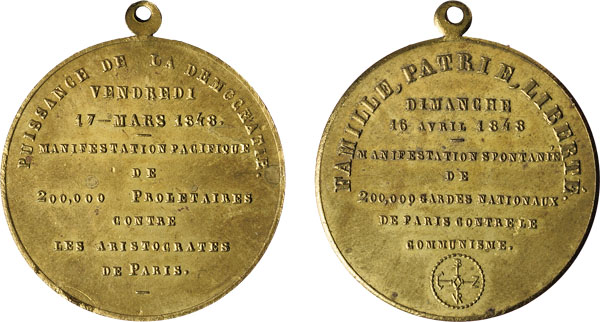 PUISSANCE DE LA DEMOCRATIE.
VENDREDI
17-MARS 1848.
MANIFESTATION PACIFIQUE
DE
200,000 PROLETAIRES
CONTRE
LES ARISTOCRATES
DE PARIS.
FAMILLE, PATRIE, LIBERTÉ.
DIMANCHE
16 AVRIL 1848
MANIFESTATION SPONTANÉE
DE
200,000 GARDES NATIONAUX
DE PARIS CONTRE LE
COMMUNISME.